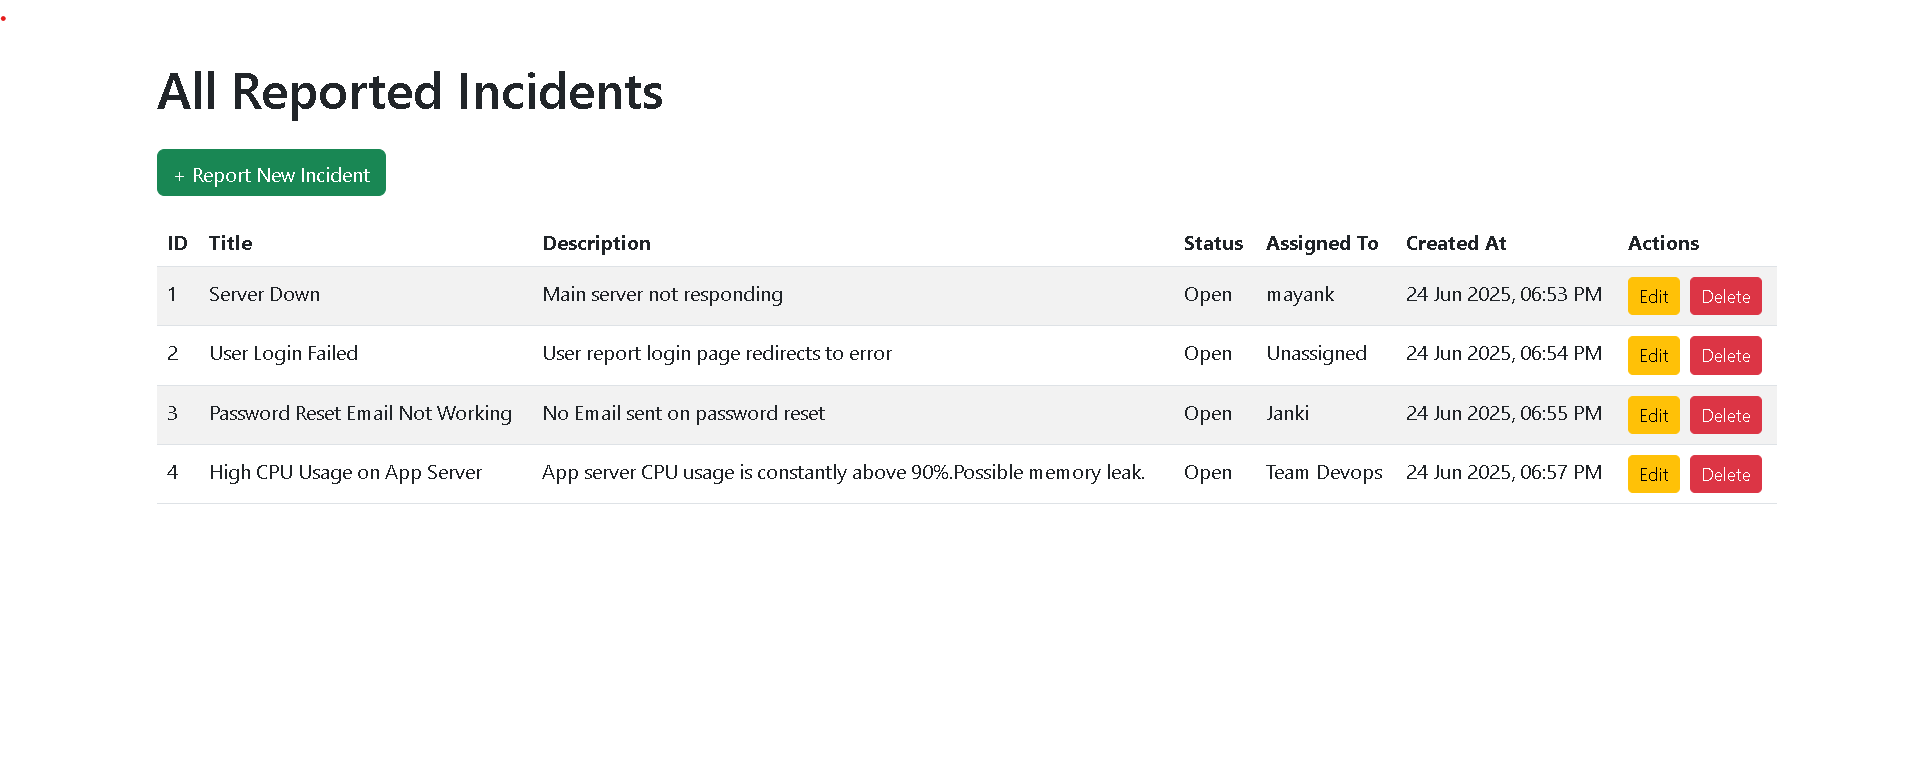 All Reported Incidents
+ Report New Incident
ID Title Description Status Assigned To Created At Actions
1 Server Down Main server not responding Open mayank 24 Jun 2025, 06:53 PM Edit Delete
2 User Login Failed User report login page redirects to error Open Unassigned 24 Jun 2025, 06:54 PM Edit Delete
3 Password Reset Email Not Working No Email sent on password reset Open Janki 24 Jun 2025, 06:55 PM Edit Delete
4 High CPU Usage on App Server App server CPU usage is constantly above 90%.Possible memory leak. Open Team Devops 24 Jun 2025, 06:57 PM Edit Delete